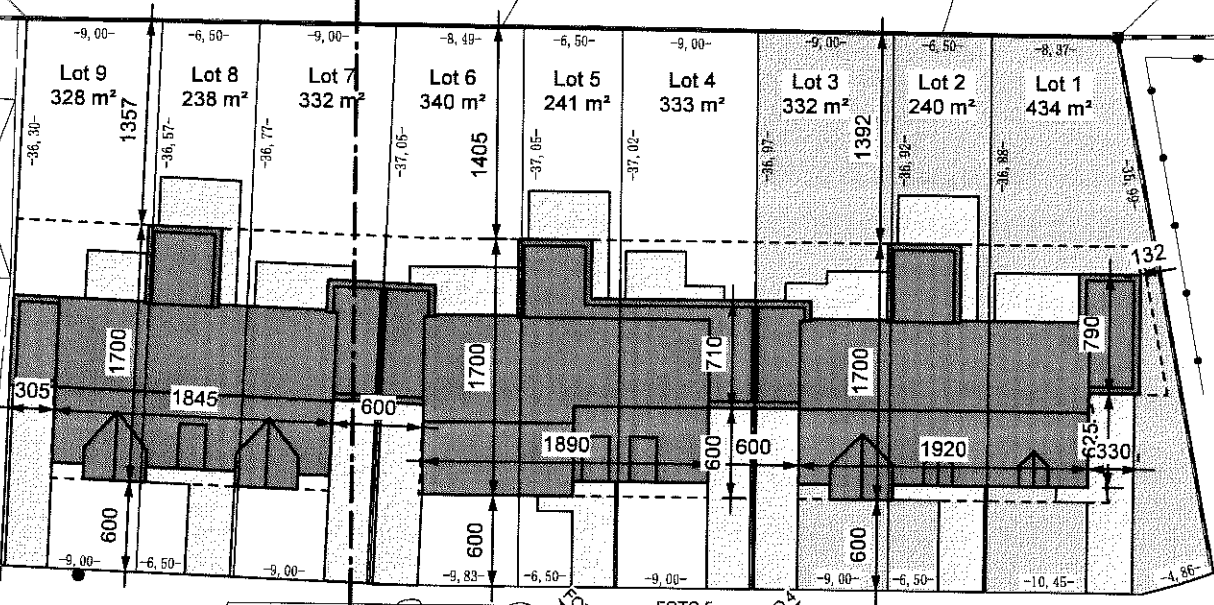 -9,00- -6,50- -9,00- -8,49- -6,50- -9,00- -9,00- -6,50- -8,37-
Lot 9 Lot 8 Lot 7 Lot 6 Lot 5 Lot 4 Lot 3 Lot 2 Lot 1
328 m² 238 m² 332 m² 340 m² 241 m² 333 m² 332 m² 240 m² 434 m²
1357 1405 1392
-36,30- -36,57- -36,77- -37,05- -37,05- -37,02- -36,97- -36,92- -36,88-
132
1700 1700 710 1700 790
305 1845 600
1890 600 600 1920 625 330
600 600 600
-9,00- -6,50- -9,00- -9,83- -6,50- -9,00- -9,00- -6,50- -10,45- -4,86-